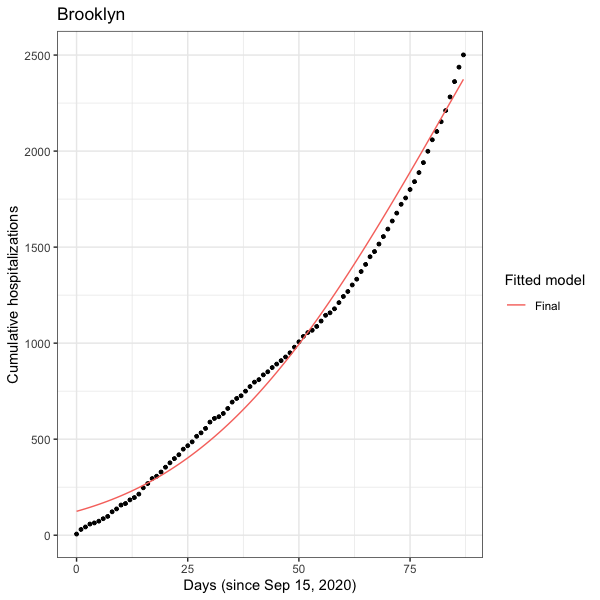 Brooklyn
2500
2000
1500
1000
500
0
Cumulative hospitalizations
0 25 50 75
Days (since Sep 15, 2020)
Fitted model
Final